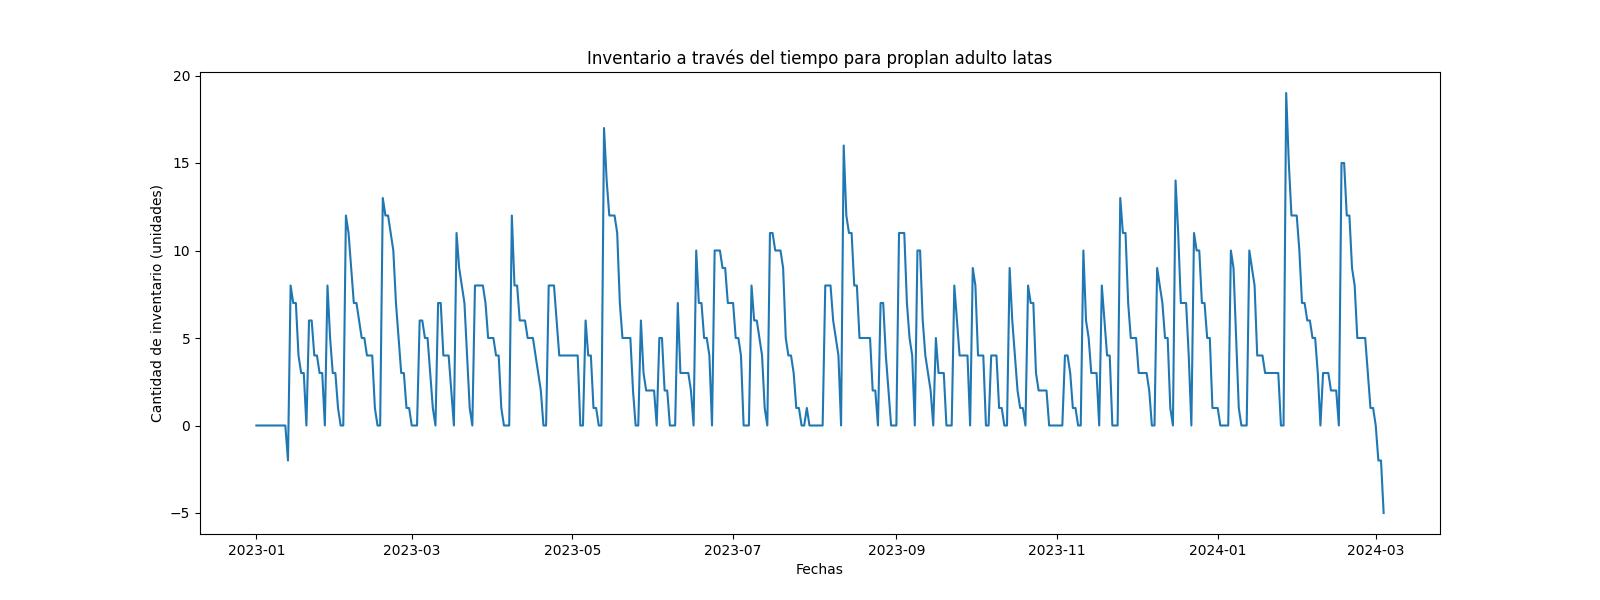 Inventario a través del tiempo para proplan adulto latas
Cantidad de inventario (unidades)
20
15
10
5
0
−5
2023-01 2023-03 2023-05 2023-07 2023-09 2023-11 2024-01 2024-03
Fechas